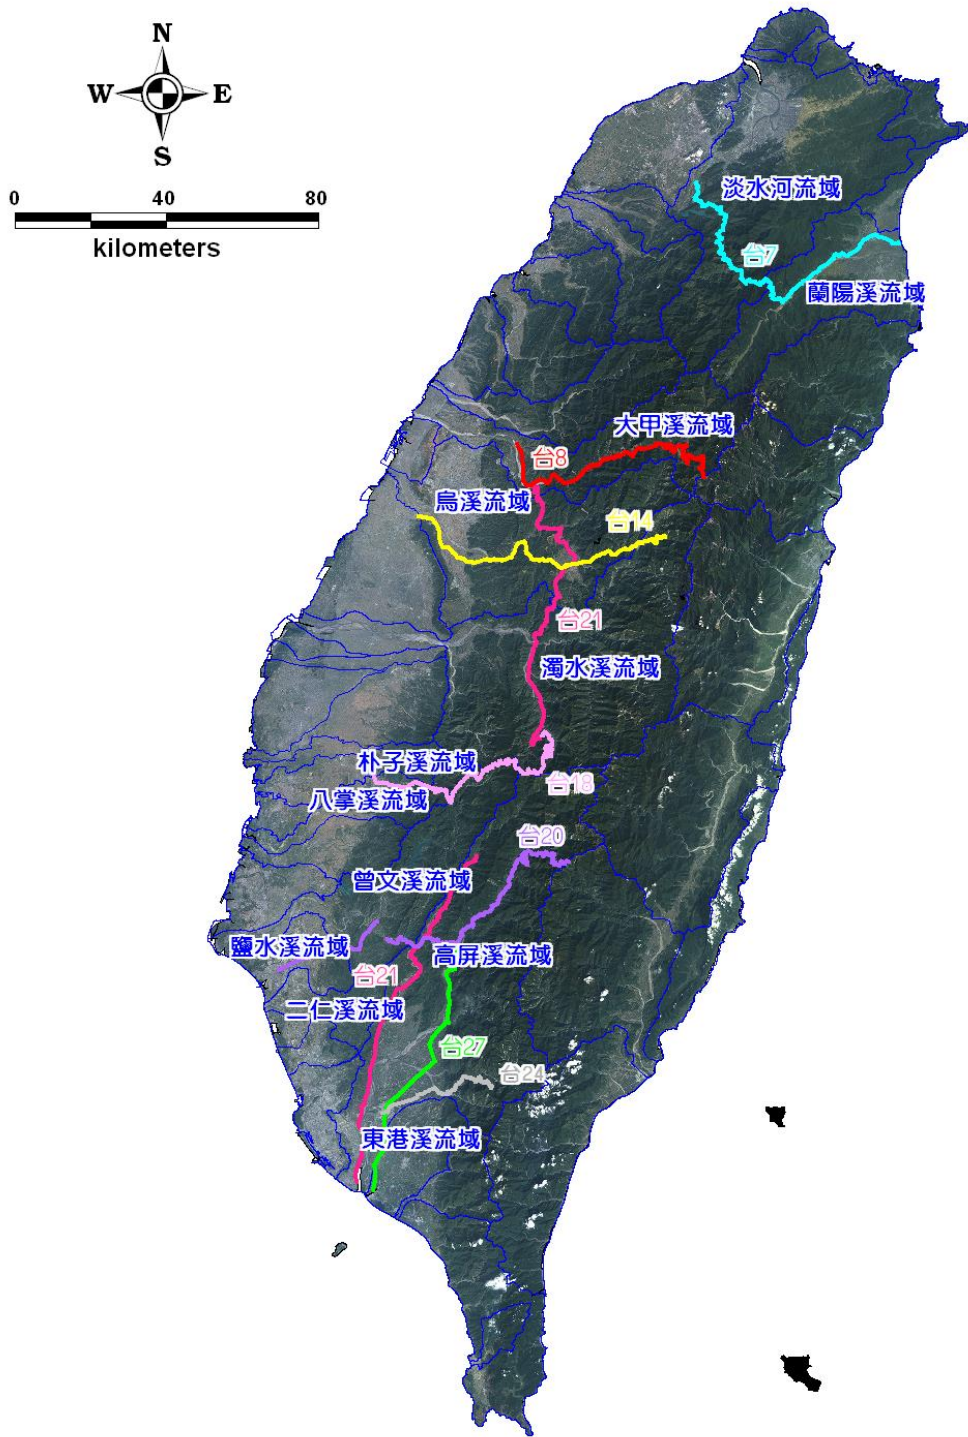 N
W E
S
0 40 80
kilometers
淡水河流域
台7
蘭陽溪流域
大甲溪流域
台8
烏溪流域
台14
台21
濁水溪流域
朴子溪流域
台18
八掌溪流域
台20
曾文溪流域
鹽水溪流域
高屏溪流域
台21
二仁溪流域
台27
台24
東港溪流域